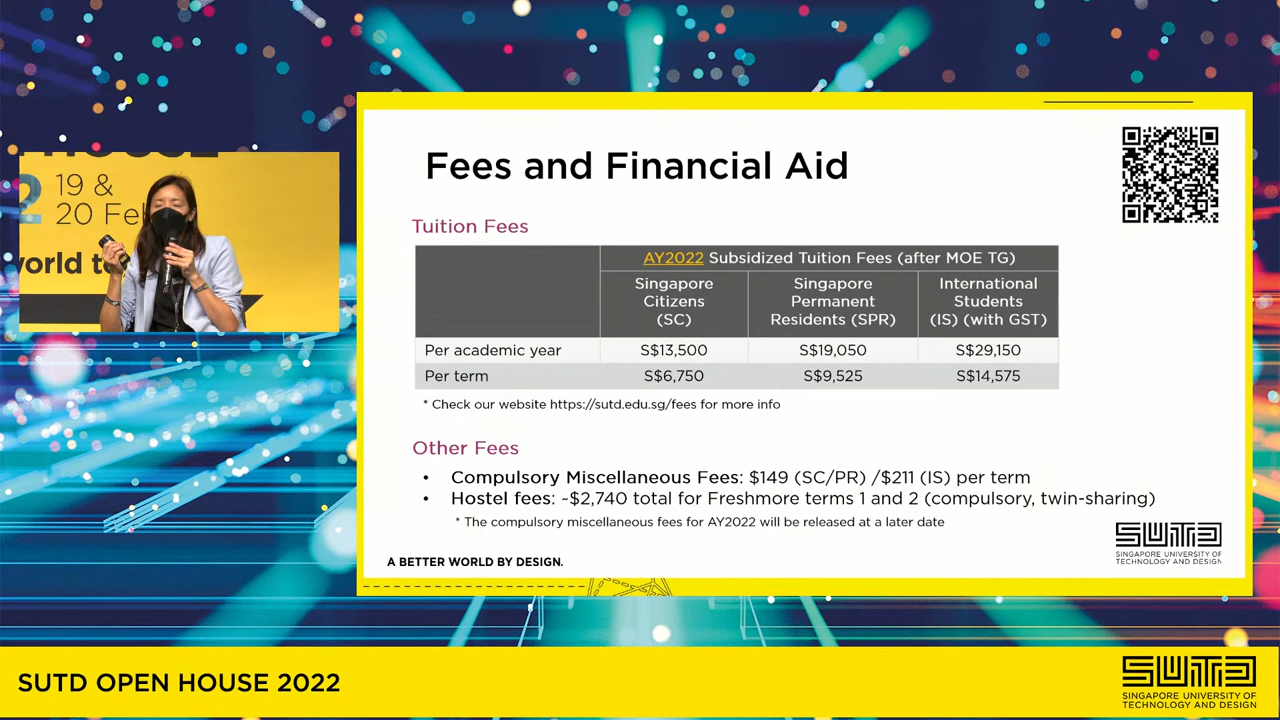 19 &
20 Feb
Fees and Financial Aid
Tuition Fees
AY2022 Subsidized Tuition Fees (after MOE TG)
Singapore Citizens (SC) Singapore Permanent Residents (SPR) International Students (IS) (with GST)
Per academic year S$13,500 S$19,050 S$29,150
Per term S$6,750 S$9,525 S$14,575
* Check our website https://sutd.edu.sg/fees for more info
Other Fees
• Compulsory Miscellaneous Fees: $149 (SC/PR) /$211 (IS) per term
• Hostel fees: ~$2,740 total for Freshmore terms 1 and 2 (compulsory, twin-sharing)
* The compulsory miscellaneous fees for AY2022 will be released at a later date
A BETTER WORLD BY DESIGN.
SUTD
SINGAPORE UNIVERSITY OF
TECHNOLOGY AND DESIGN
SUTD OPEN HOUSE 2022
SUTD
SINGAPORE UNIVERSITY OF
TECHNOLOGY AND DESIGN